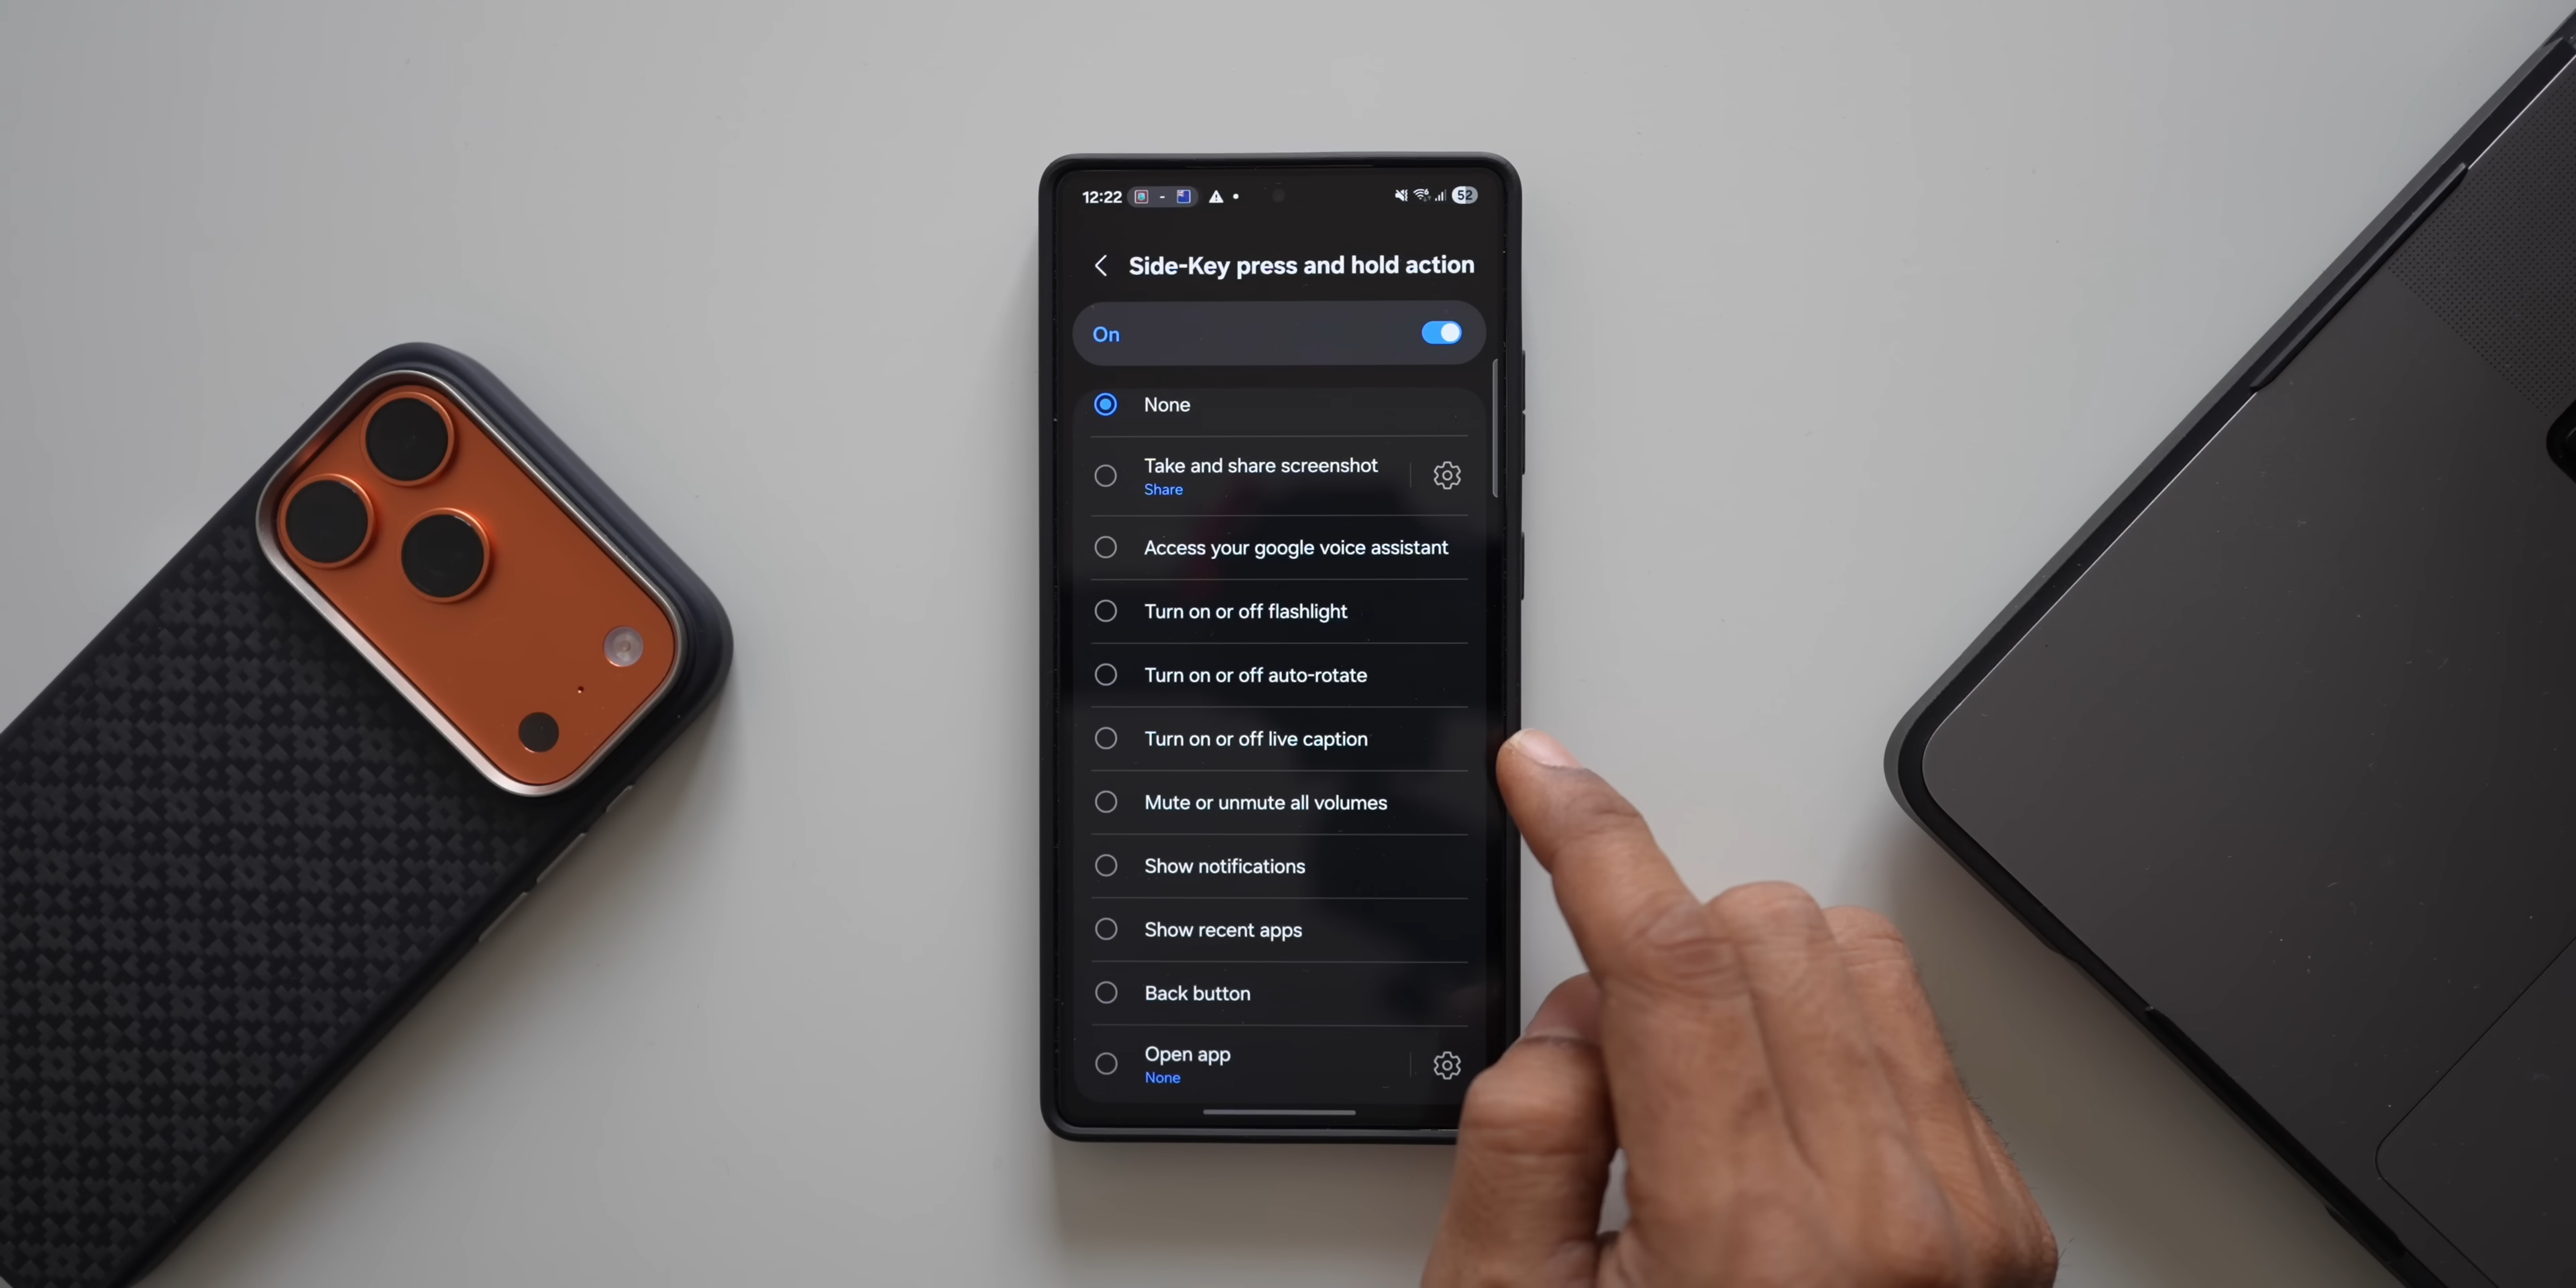 12:22
52
Side-Key press and hold action
On
None
Take and share screenshot
Share
Access your google voice assistant
Turn on or off flashlight
Turn on or off auto-rotate
Turn on or off live caption
Mute or unmute all volumes
Show notifications
Show recent apps
Back button
Open app
None